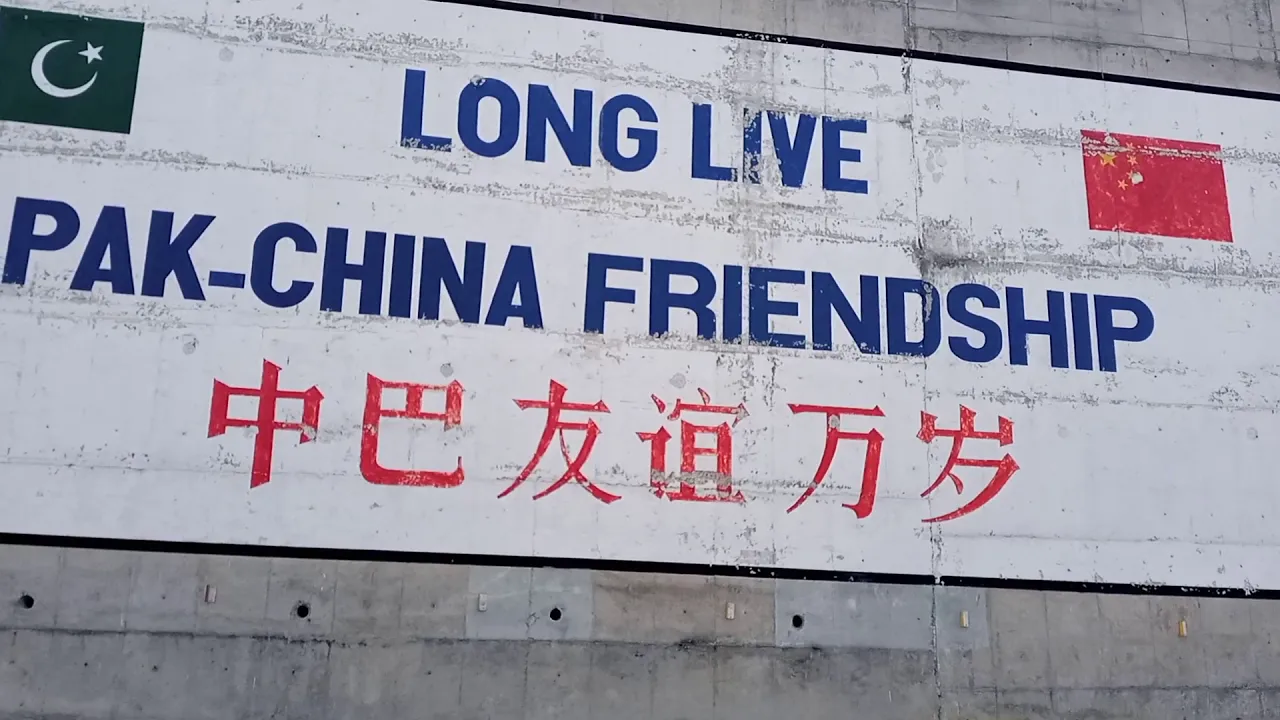 LONG LIVE
PAK-CHINA FRIENDSHIP
中巴友谊万岁